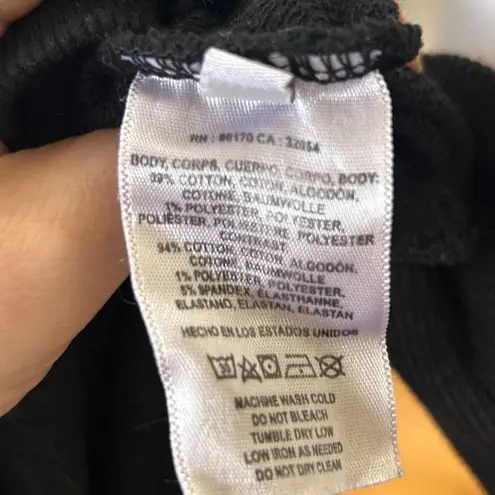 RN : 86170 CA : 32054
BODY, CORPS, CUERPO, CORPO, BODY:
99% COTTON, COTON, ALGODÓN,
COTONE, BAUMWOLLE
1% POLYESTER, POLYESTER,
POLIÉSTER, POLIESTERE, POLYESTER
CONTRAST
94% COTTON, COTON, ALGODÓN,
COTONE, BAUMWOLLE
1% POLYESTER, POLYESTER,
5% SPANDEX, ÉLASTHANNE,
ELASTANO, ELASTAN, ELASTAN
HECHO EN LOS ESTADOS UNIDOS
30
MACHINE WASH COLD
DO NOT BLEACH
TUMBLE DRY LOW
LOW IRON AS NEEDED
DO NOT DRY CLEAN